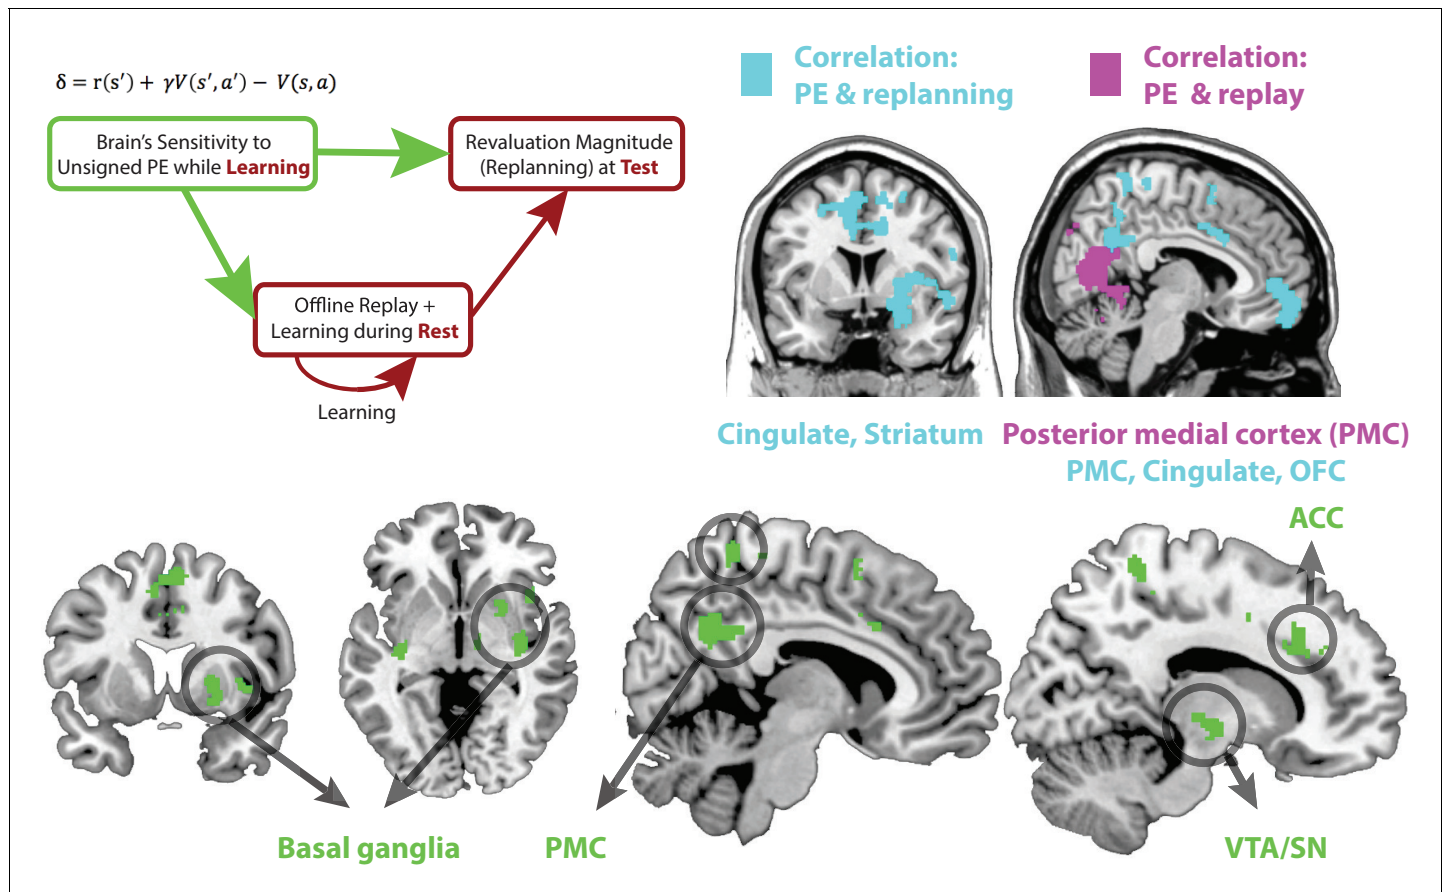 δ = r(s′) + γV(s′, a′) − V(s, a)
Brain's Sensitivity to
Unsigned PE while Learning
Revaluation Magnitude
(Replanning) at Test
Offline Replay +
Learning during Rest
Learning
Correlation:
PE & replanning
Correlation:
PE & replay
Cingulate, Striatum
Posterior medial cortex (PMC)
PMC, Cingulate, OFC
ACC
Basal ganglia
PMC
VTA/SN